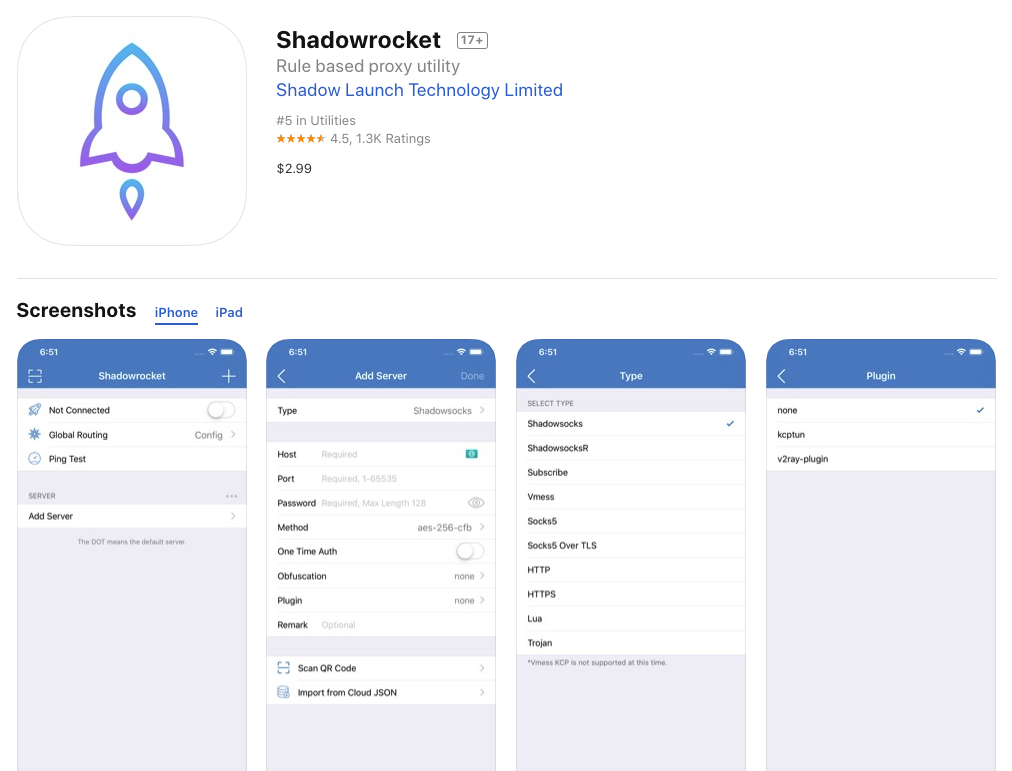 Shadowrocket 17+
Rule based proxy utility
Shadow Launch Technology Limited
#5 in Utilities
4.5, 1.3K Ratings
$2.99
Screenshots iPhone iPad
6:51
Shadowrocket
Not Connected
Global Routing Config
Ping Test
SERVER
Add Server
The DOT means the default server.
6:51
Add Server Done
Type Shadowsocks
Host Required
Port Required, 1-65535
Password Required, Max Length 128
Method aes-256-cfb
One Time Auth
Obfuscation none
Plugin none
Remark Optional
Scan QR Code
Import from Cloud JSON
6:51
Type
SELECT TYPE
Shadowsocks
ShadowsocksR
Subscribe
Vmess
Socks5
Socks5 Over TLS
HTTP
HTTPS
Lua
Trojan
*Vmess KCP is not supported at this time.
6:51
Plugin
none
kcptun
v2ray-plugin